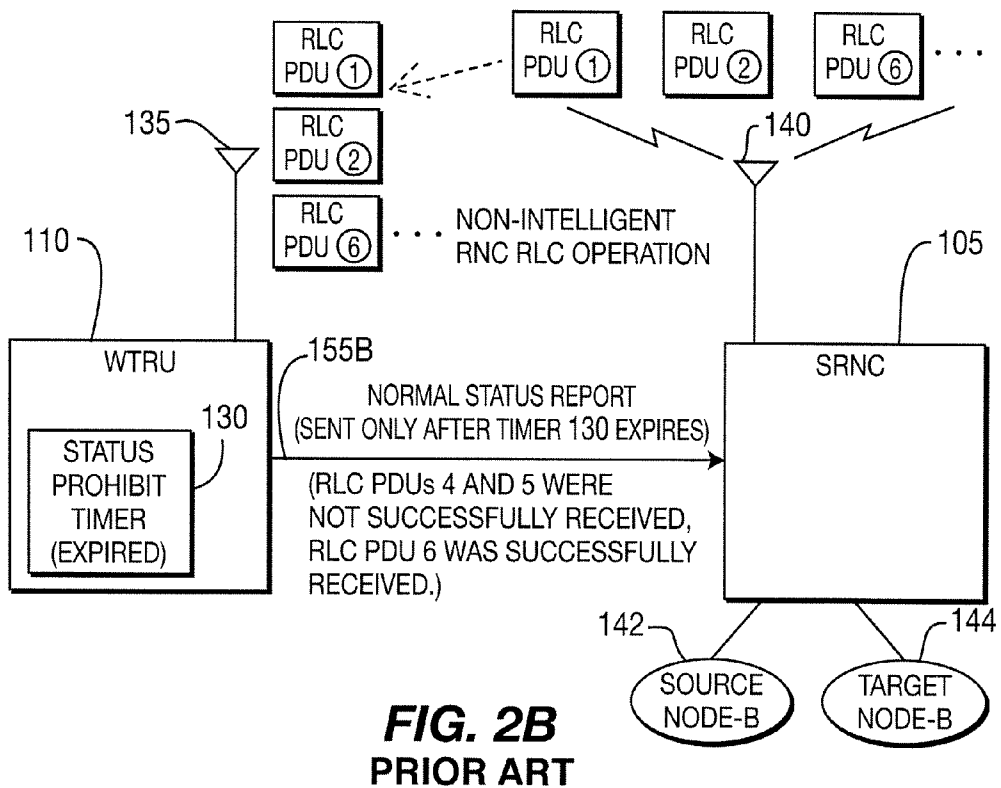 RLC
PDU 1
RLC
PDU 1
RLC
PDU 2
RLC
PDU 6
. . .
135
RLC
PDU 2
140
RLC
PDU 6
. . . NON-INTELLIGENT
RNC RLC OPERATION
. . .
110
105
WTRU
155B
SRNC
NORMAL STATUS REPORT
(SENT ONLY AFTER TIMER 130 EXPIRES)
130
STATUS
PROHIBIT
TIMER
(EXPIRED)
(RLC PDUs 4 AND 5 WERE
NOT SUCCESSFULLY RECEIVED,
RLC PDU 6 WAS SUCCESSFULLY
RECEIVED.)
142
144
SOURCE
NODE-B
TARGET
NODE-B
FIG. 2B
PRIOR ART